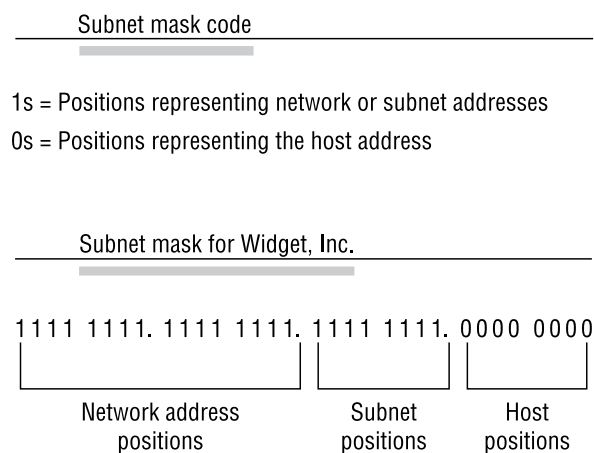 Subnet mask code
1s = Positions representing network or subnet addresses
0s = Positions representing the host address
Subnet mask for Widget, Inc.
1111 1111. 1111 1111. 1111 1111. 0000 0000
Network address positions
Subnet positions
Host positions